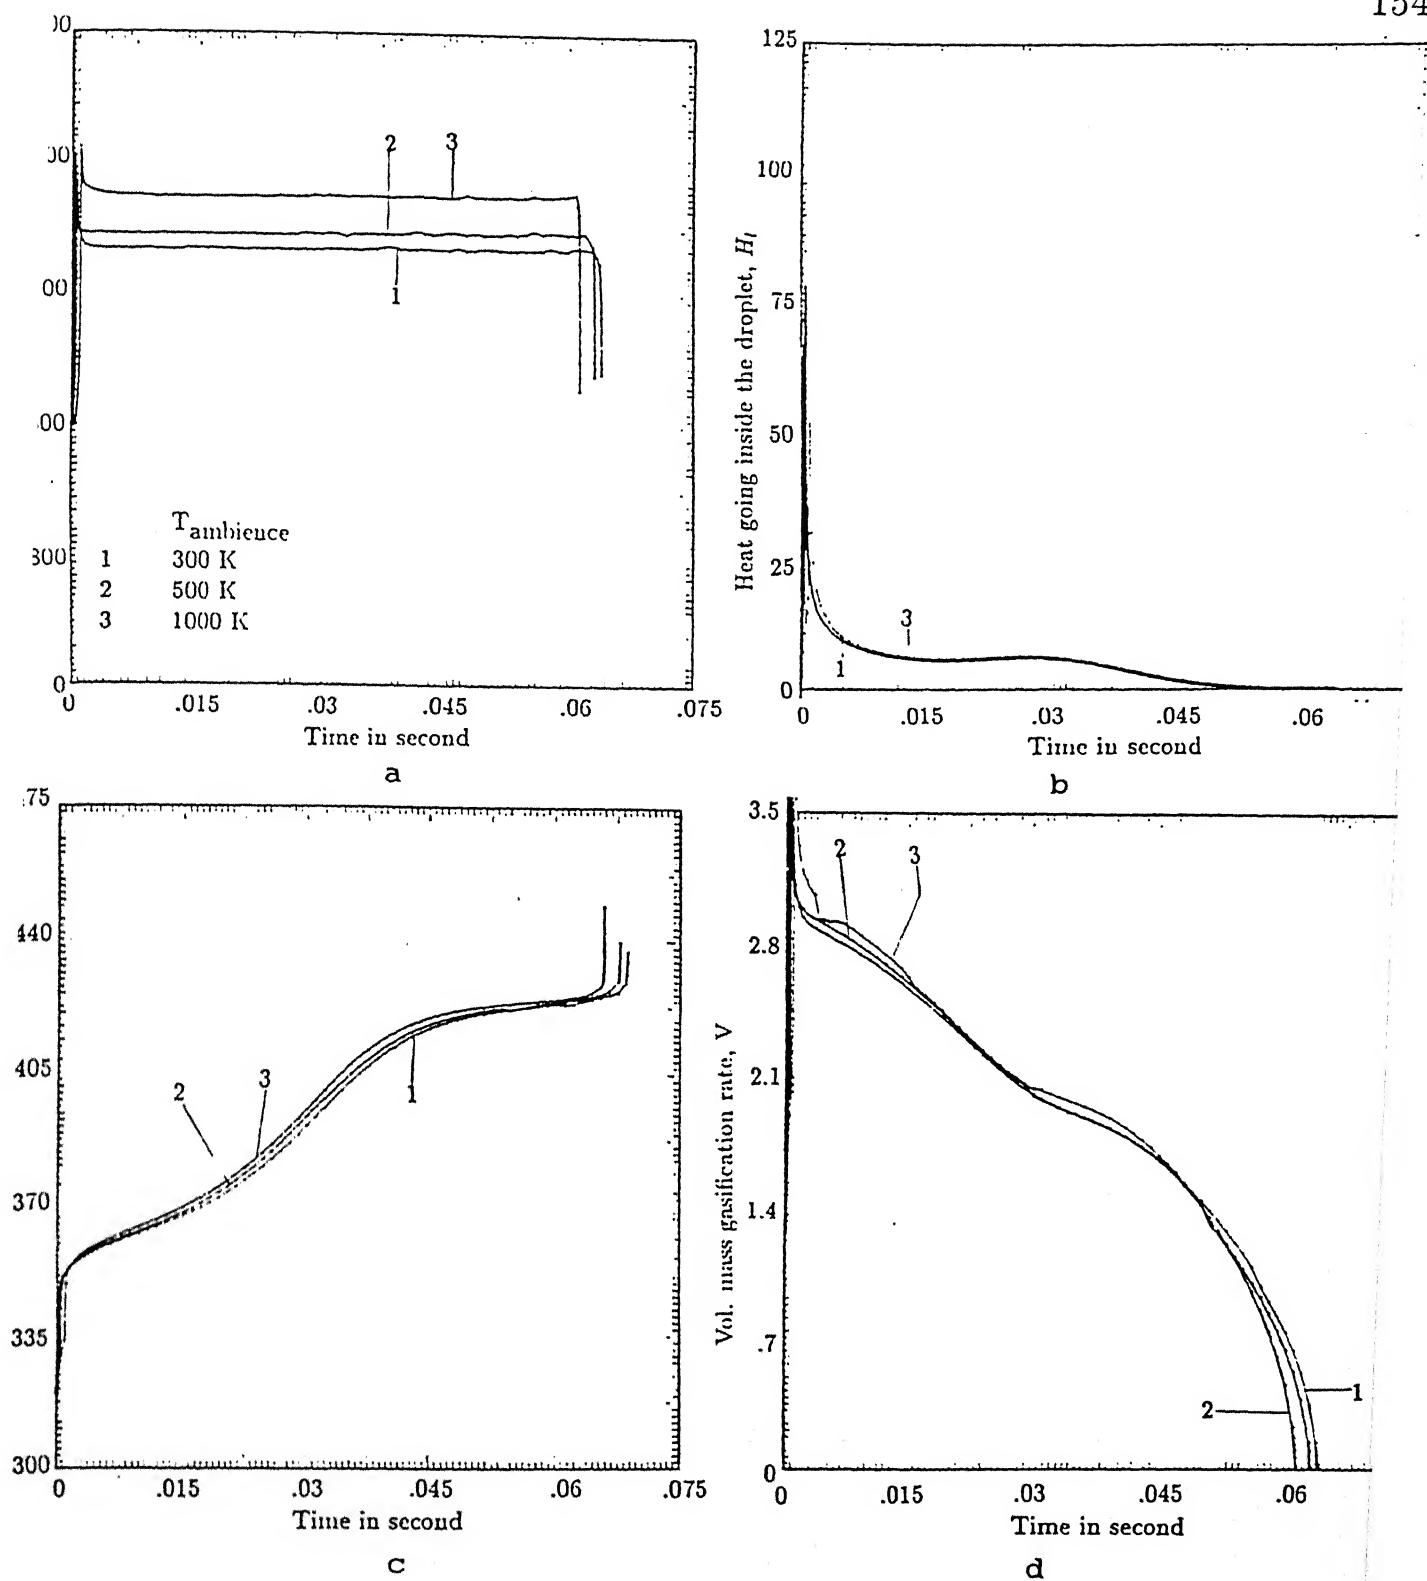 154
00
00
00
00
300
0
0 .015 .03 .045 .06 .075
Time in second
a
2 3
1
Tambience
1 300 K
2 500 K
3 1000 K
125
100
75
50
25
0
Heat going inside the droplet, Hl
3
1
0 .015 .03 .045 .06
Time in second
b
75
440
405
370
335
300
2 3 1
0 .015 .03 .045 .06 .075
Time in second
c
3.5
2.8
2.1
1.4
.7
0
Vol. mass gasification rate, V
2 3
1
2
0 .015 .03 .045 .06
Time in second
d